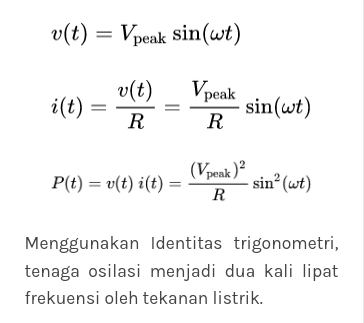 v(t) = V_peak sin(ωt)
i(t) = v(t)/R = V_peak/R sin(ωt)
P(t) = v(t) i(t) = (V_peak)²/R sin²(ωt)
Menggunakan Identitas trigonometri,
tenaga osilasi menjadi dua kali lipat
frekuensi oleh tekanan listrik.